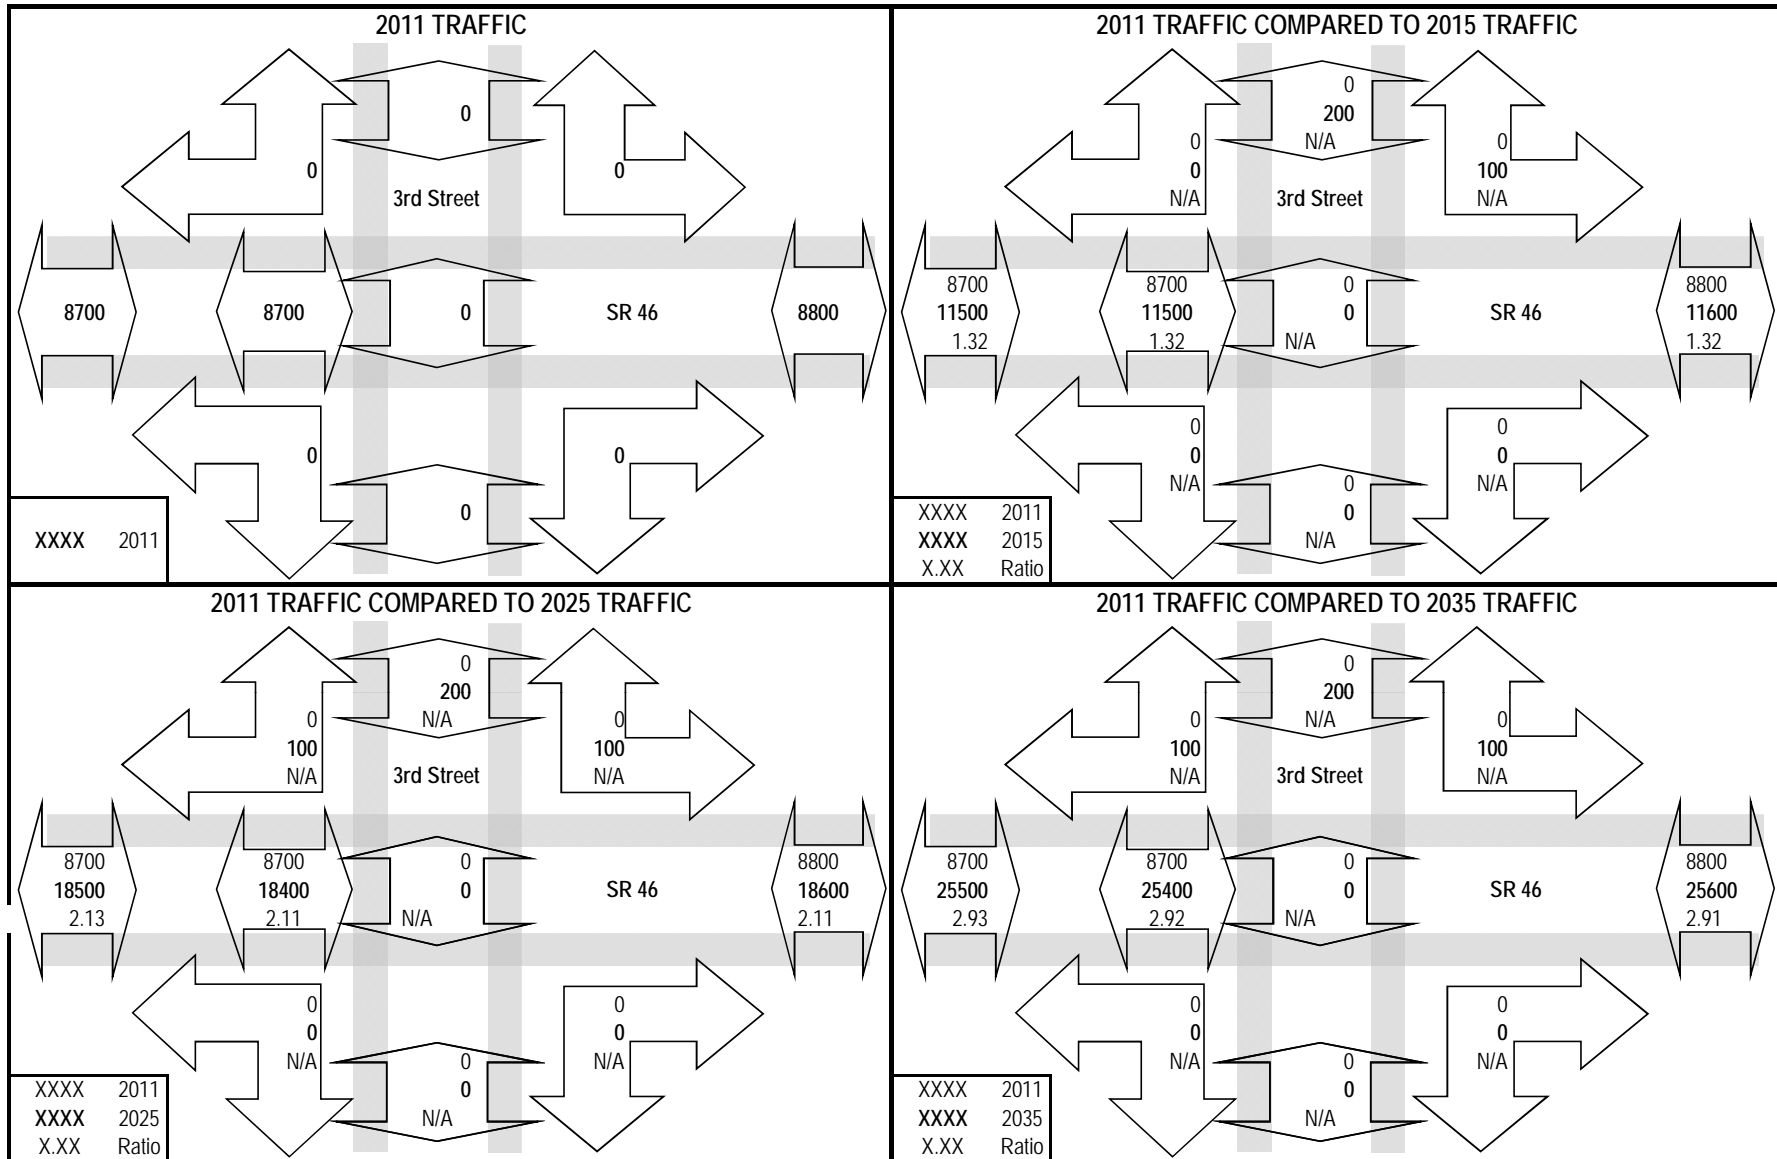 2011 TRAFFIC
0
0
0
3rd Street
8700
8700
0
SR 46
8800
0
0
0
XXXX 2011
2011 TRAFFIC COMPARED TO 2015 TRAFFIC
0
200
N/A
0
0
N/A
0
100
N/A
3rd Street
8700
11500
1.32
8700
11500
1.32
0
0
N/A
SR 46
8800
11600
1.32
0
0
N/A
0
0
N/A
0
0
N/A
XXXX 2011
XXXX 2015
X.XX Ratio
2011 TRAFFIC COMPARED TO 2025 TRAFFIC
0
200
N/A
0
100
N/A
0
100
N/A
3rd Street
8700
18500
2.13
8700
18400
2.11
0
0
N/A
SR 46
8800
18600
2.11
0
0
N/A
0
0
N/A
0
0
N/A
XXXX 2011
XXXX 2025
X.XX Ratio
2011 TRAFFIC COMPARED TO 2035 TRAFFIC
0
200
N/A
0
100
N/A
0
100
N/A
3rd Street
8700
25500
2.93
8700
25400
2.92
0
0
N/A
SR 46
8800
25600
2.91
0
0
N/A
0
0
N/A
0
0
N/A
XXXX 2011
XXXX 2035
X.XX Ratio